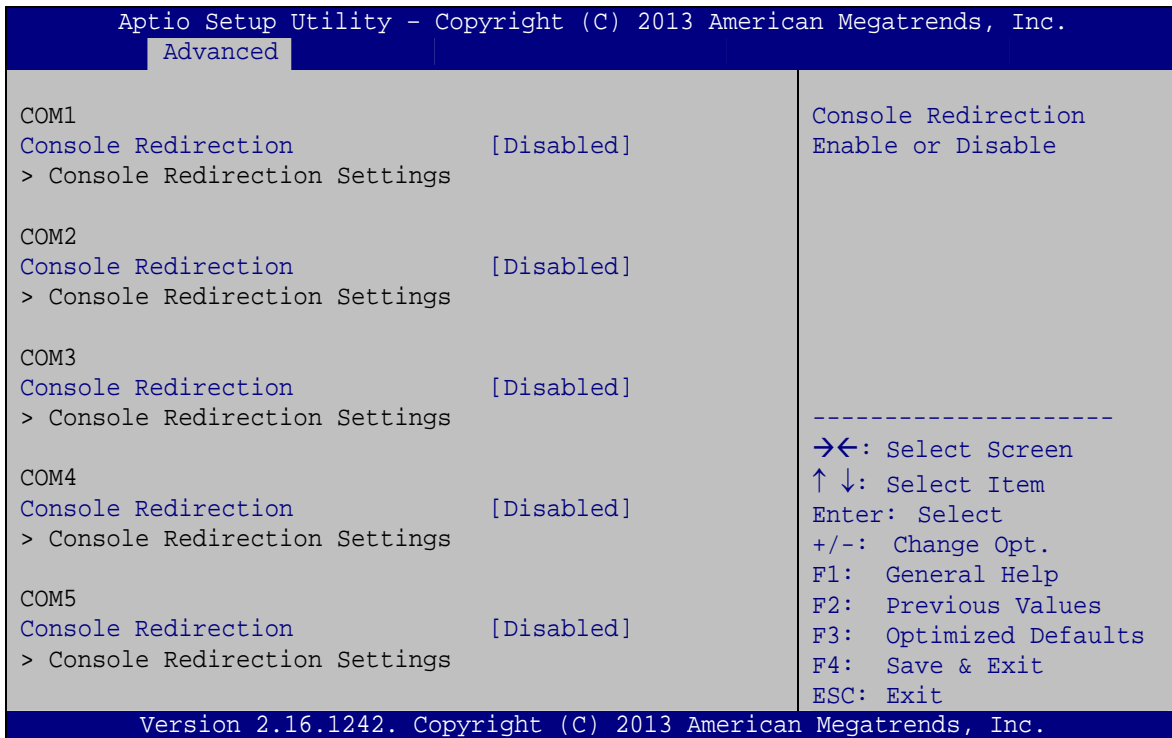 Aptio Setup Utility – Copyright (C) 2013 American Megatrends, Inc.
Advanced
COM1
Console Redirection [Disabled]
> Console Redirection Settings
COM2
Console Redirection [Disabled]
> Console Redirection Settings
COM3
Console Redirection [Disabled]
> Console Redirection Settings
COM4
Console Redirection [Disabled]
> Console Redirection Settings
COM5
Console Redirection [Disabled]
> Console Redirection Settings
Console Redirection
Enable or Disable
---------------------
→←: Select Screen
↑ ↓: Select Item
Enter: Select
+/-: Change Opt.
F1: General Help
F2: Previous Values
F3: Optimized Defaults
F4: Save & Exit
ESC: Exit
Version 2.16.1242. Copyright (C) 2013 American Megatrends, Inc.